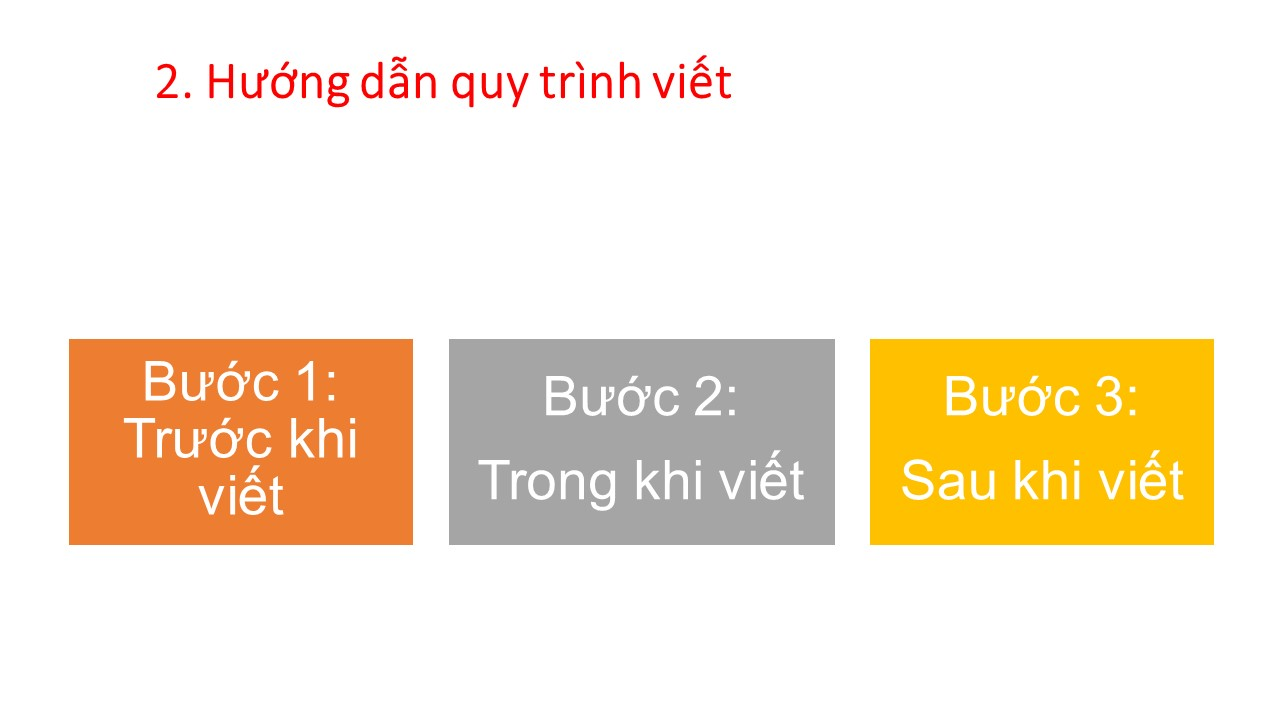 2. Hướng dẫn quy trình viết
Bước 1:
Trước khi
viết
Bước 2:
Trong khi viết
Bước 3:
Sau khi viết